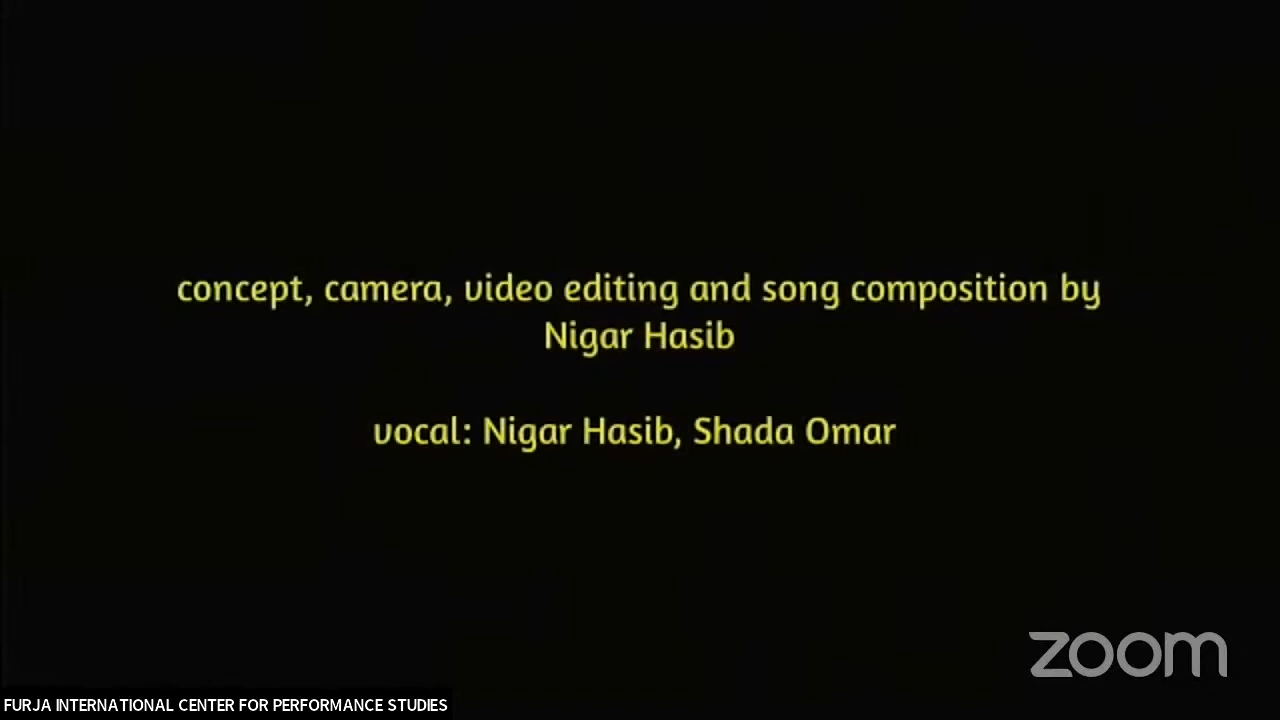 concept, camera, video editing and song composition by
Nigar Hasib
vocal: Nigar Hasib, Shada Omar
zoom
FURJA INTERNATIONAL CENTER FOR PERFORMANCE STUDIES